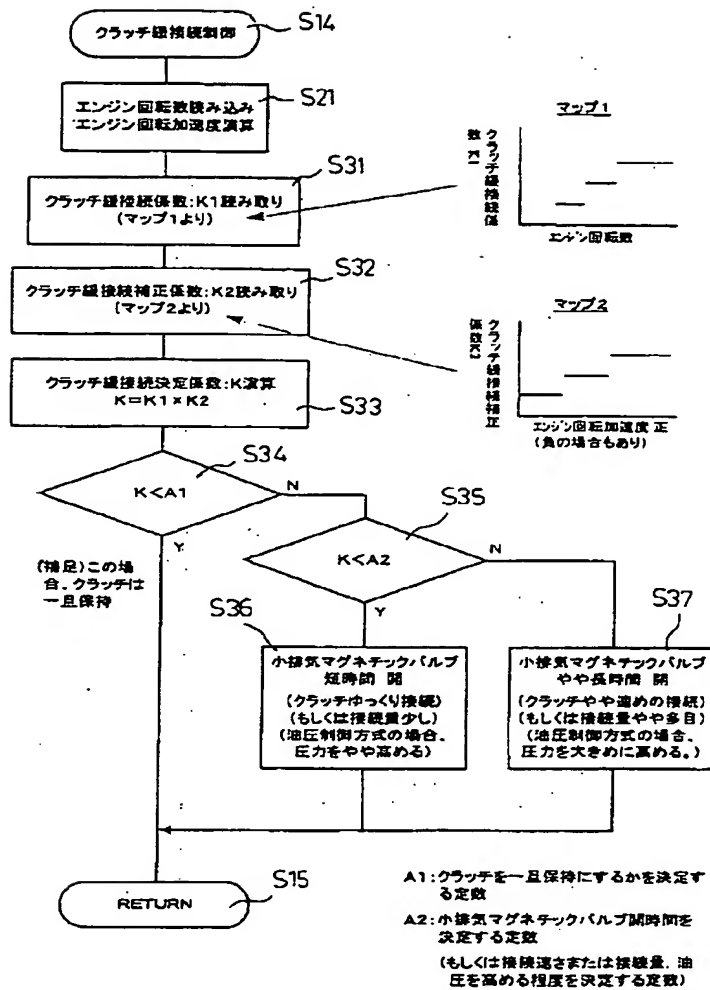 クラッチ緩接続制御
S14
エンジン回転数読み込み
エンジン回転加速度演算
S21
クラッチ緩接続係数:K1読み取り
(マップ1より)
S31
マップ1
クラッチ緩接続係
数 K1
エンジン回転数
クラッチ緩接続補正係数:K2読み取り
(マップ2より)
S32
マップ2
クラッチ緩接続補正
係数K2
エンジン回転加速度 正
(負の場合もあり)
クラッチ緩接続決定係数:K演算
K=K1×K2
S33
K<A1
S34
N
Y
(補足)この場
合、クラッチは
一旦保持
K<A2
S35
N
Y
S36
小排気マグネチックバルブ
短時間 開
(クラッチゆっくり接続)
(もしくは接続量少し)
(油圧制御方式の場合、
圧力をやや高める)
S37
小排気マグネチックバルブ
やや長時間 開
(クラッチやや速めの接続)
(もしくは接続量やや多目)
(油圧制御方式の場合、
圧力を大きめに高める。)
RETURN
S15
A1:クラッチを一旦保持にするかを決定す
る定数
A2:小排気マグネチックバルブ開時間を
決定する定数
(もしくは接続速さまたは接続量、油
圧を高める程度を決定する定数)